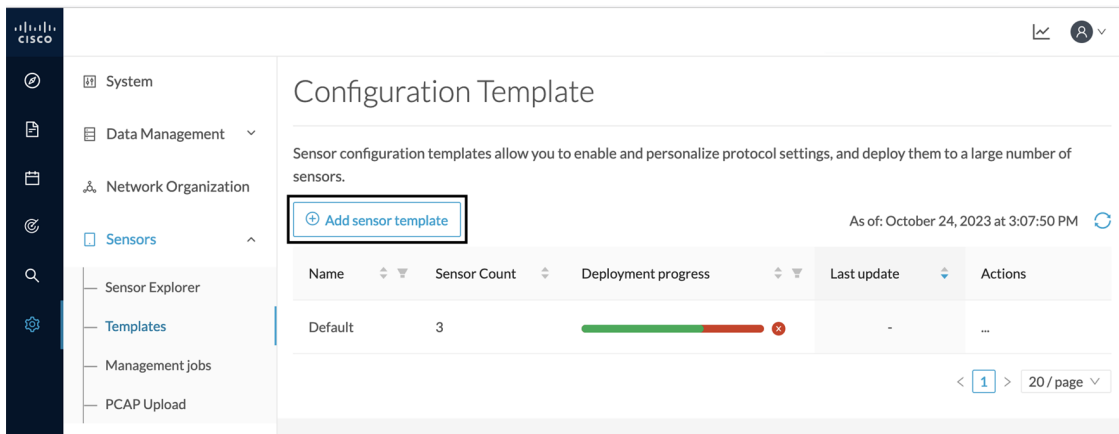 CISCO
System
Data Management
Network Organization
Sensors
Sensor Explorer
Templates
Management jobs
PCAP Upload
Configuration Template
Sensor configuration templates allow you to enable and personalize protocol settings, and deploy them to a large number of
sensors.
Add sensor template
As of: October 24, 2023 at 3:07:50 PM
Name Sensor Count Deployment progress Last update Actions
Default 3 - ...
< 1 > 20 / page